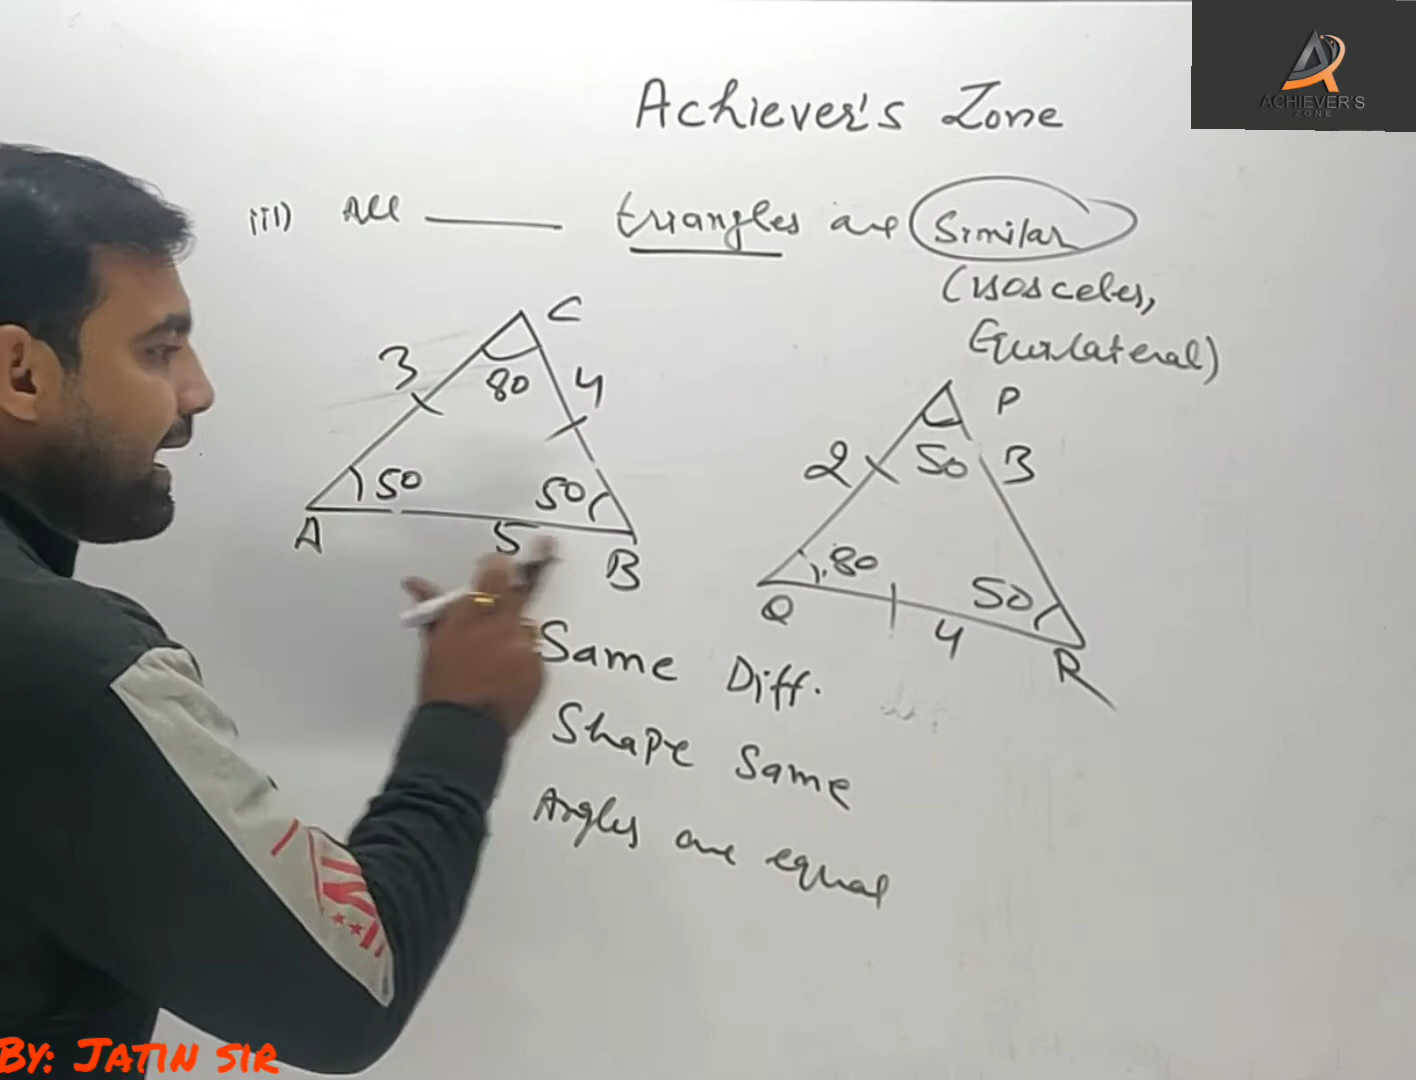 ACHIEVER'S
ZONE
Achiever's Zone
iii) All ______ triangles are Similar
(isosceles,
Equilateral)
C
3
80
4
50
50
A
5
B
P
2
50
3
80
50
Q
4
R
Same Diff.
Shape Same
Angles are equal
By: JATIN SIR